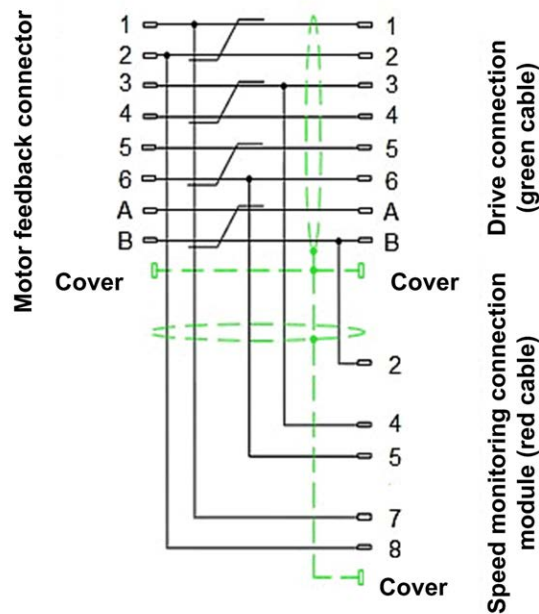 Motor feedback connector
1 1
2 2
3 3
4 4
5 5
6 6
A A
B B
Cover Cover
Drive connection
(green cable)
2
4
5
7
8
Cover
Speed monitoring connection
module (red cable)